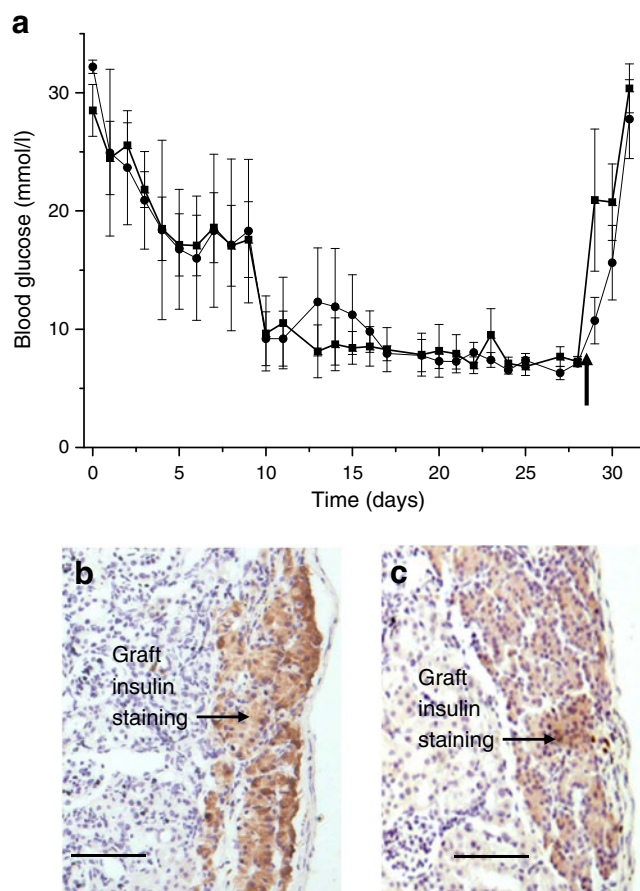 a
30
20
10
0
Blood glucose (mmol/l)
0 5 10 15 20 25 30
Time (days)
b
Graft
insulin
staining
c
Graft
insulin
staining